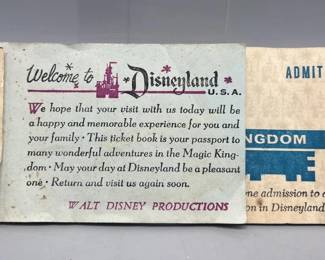 Welcome to Disneyland
U.S.A.
We hope that your visit with us today will be
a happy and memorable experience for you and
your family · This ticket book is your passport to
many wonderful adventures in the Magic King-
dom · May your day at Disneyland be a pleasant
one · Return and visit us again soon.
WALT DISNEY PRODUCTIONS
ADMIT
NGDOM
one admission to
on in Disneyland